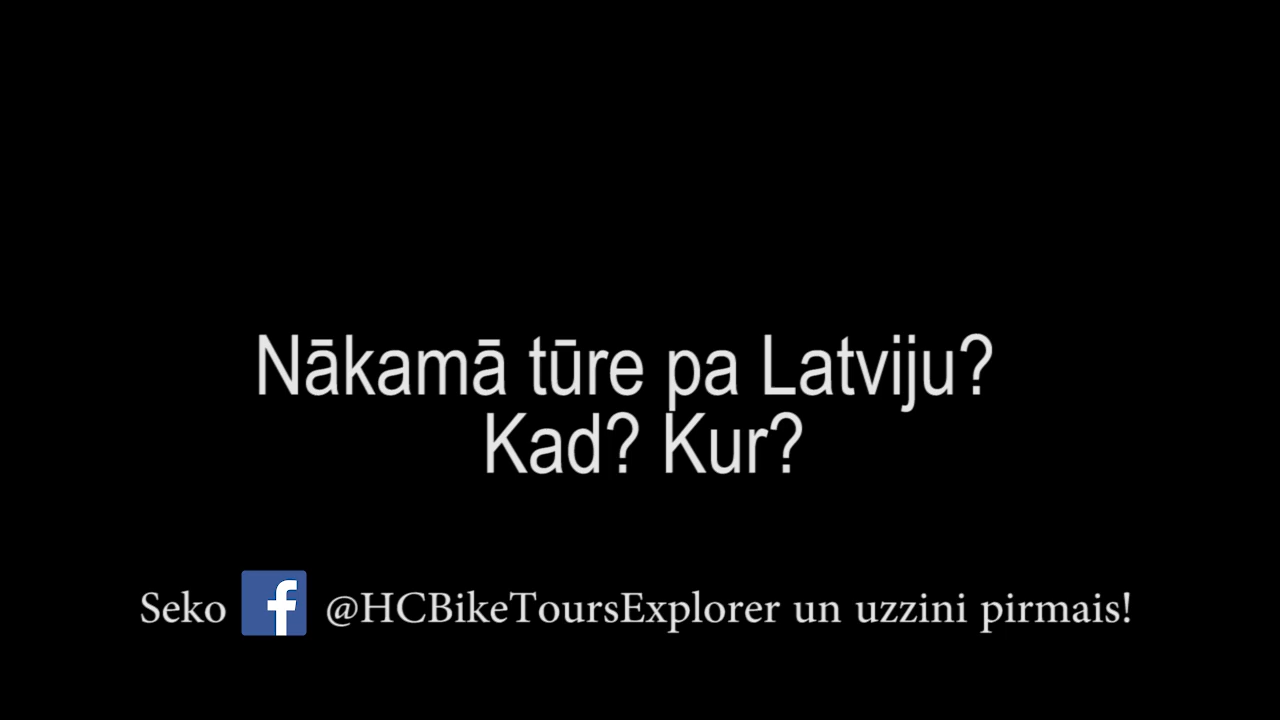 Nākamā tūre pa Latviju?
Kad? Kur?
Seko f @HCBikeToursExplorer un uzzini pirmais!